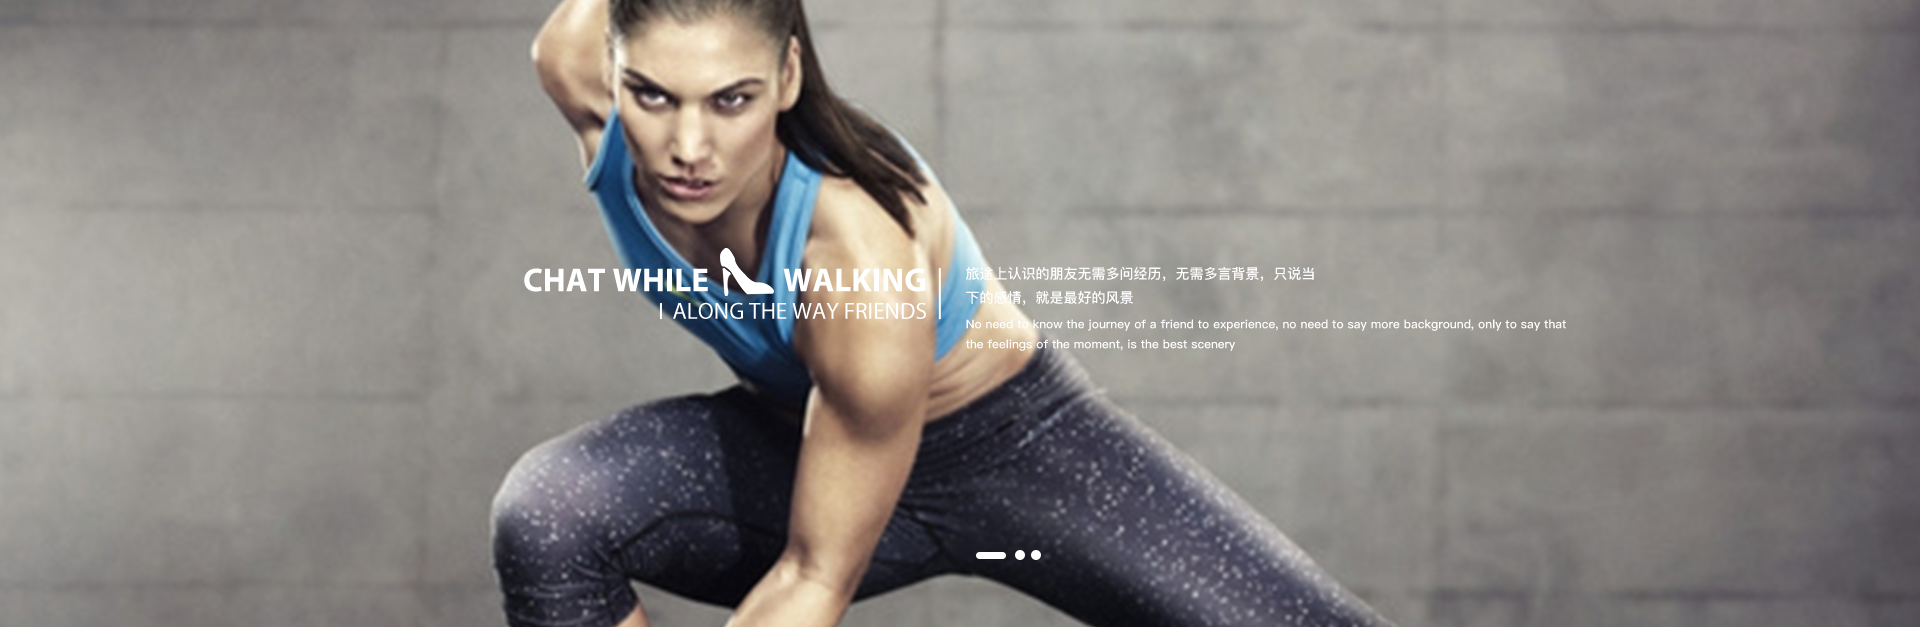 CHAT WHILE WALKING
I ALONG THE WAY FRIENDS
旅途上认识的朋友无需多问经历，无需多言背景，只说当
下的感情，就是最好的风景
No need to know the journey of a friend to experience, no need to say more background, only to say that
the feelings of the moment, is the best scenery